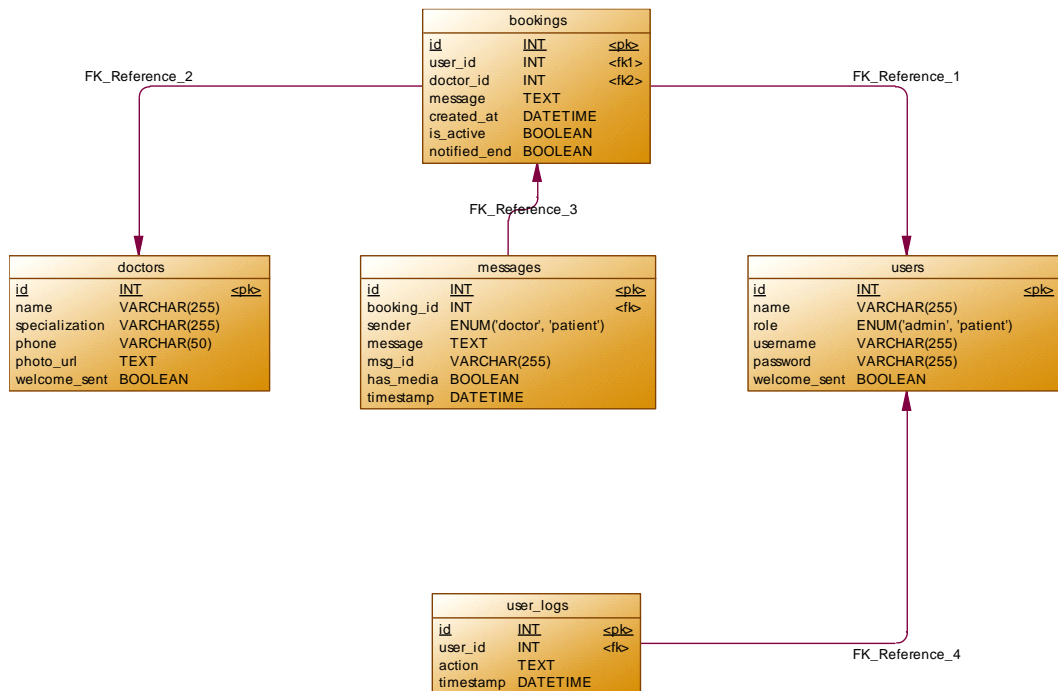 bookings
id INT <pk>
user_id INT <fk1>
doctor_id INT <fk2>
message TEXT
created_at DATETIME
is_active BOOLEAN
notified_end BOOLEAN
FK_Reference_2
FK_Reference_1
FK_Reference_3
doctors
id INT <pk>
name VARCHAR(255)
specialization VARCHAR(255)
phone VARCHAR(50)
photo_url TEXT
welcome_sent BOOLEAN
messages
id INT <pk>
booking_id INT <fk>
sender ENUM('doctor', 'patient')
message TEXT
msg_id VARCHAR(255)
has_media BOOLEAN
timestamp DATETIME
users
id INT <pk>
name VARCHAR(255)
role ENUM('admin', 'patient')
username VARCHAR(255)
password VARCHAR(255)
welcome_sent BOOLEAN
user_logs
id INT <pk>
user_id INT <fk>
action TEXT
timestamp DATETIME
FK_Reference_4